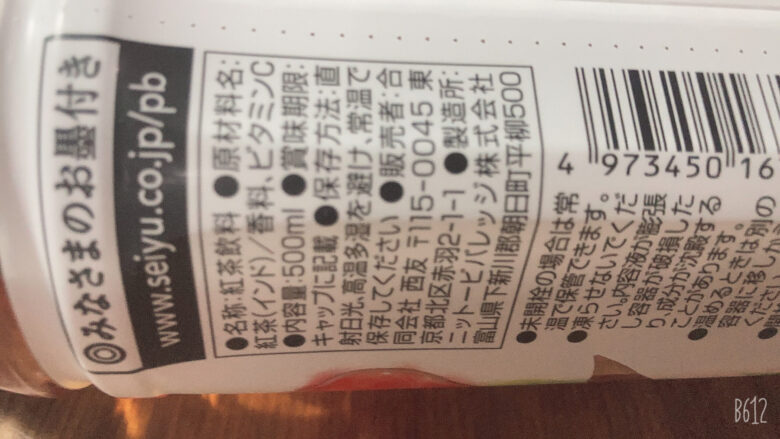 ◎みなさまのお墨付き
www.seiyu.co.jp/pb
●名称:紅茶飲料 ●原材料名:
紅茶(インド)/香料、ビタミンC
●内容量:500ml ●賞味期限:
キャップに記載 ●保存方法:直
射日光、高温多湿を避け、常温で
保存してください ●販売者:合
同会社 西友 〒115-0045 東
京都北区赤羽2-1-1 ●製造所:
ニットービバレッジ株式会社
富山県下新川郡朝日町平柳500
4 973450 16
●未開栓の場合は常
温で保管できます。
●凍らせないでくだ
さい。内容液が膨張
し容器が破損した
り、成分が沈殿する
ことがあります。
●温めるときは別の
容器に移し
くださ
B612